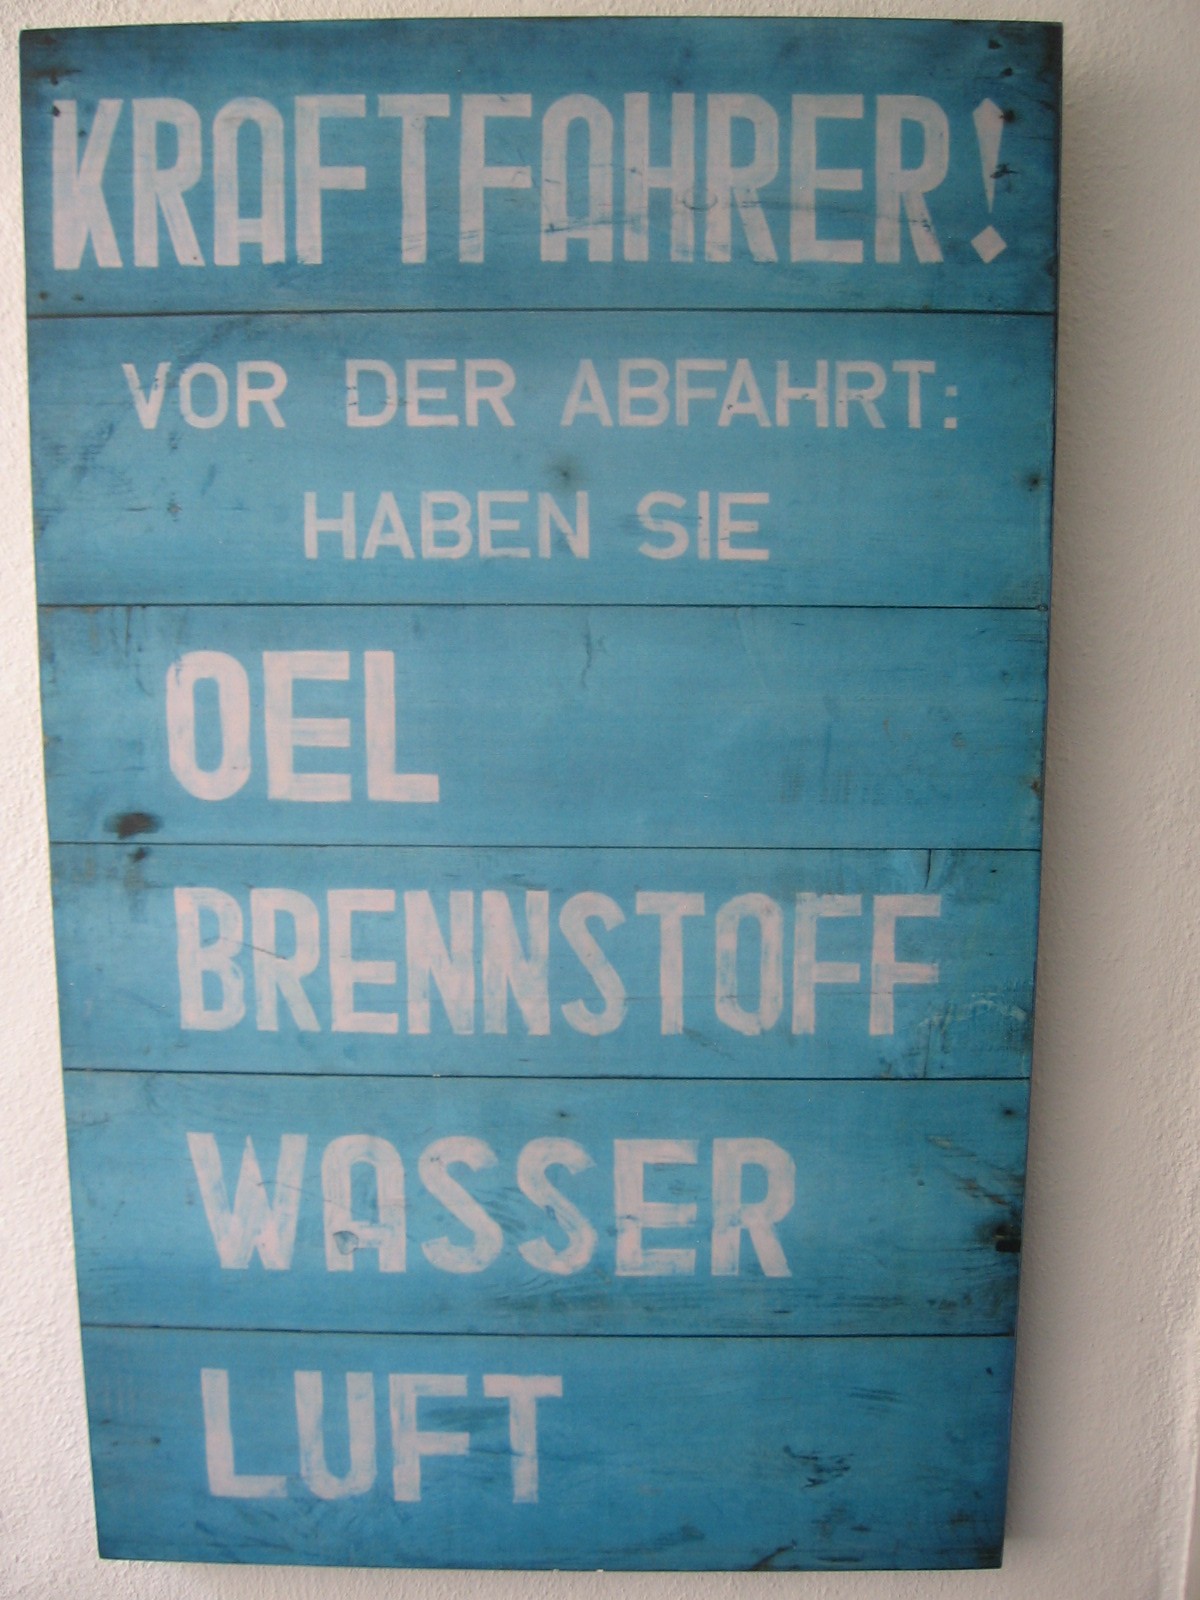 KRAFTFAHRER!
VOR DER ABFAHRT:
HABEN SIE
OEL
BRENNSTOFF
WASSER
LUFT